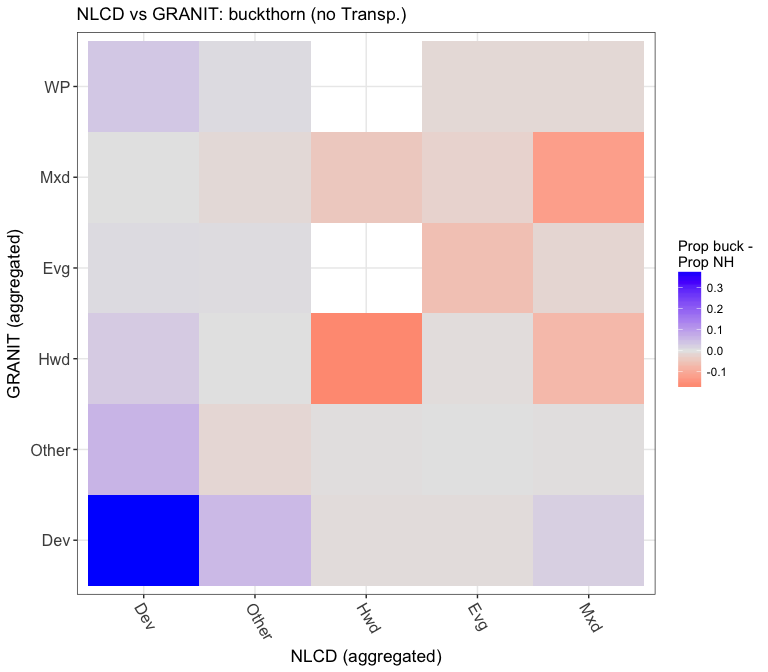 NLCD vs GRANIT: buckthorn (no Transp.)
GRANIT (aggregated)
WP
Mxd
Evg
Hwd
Other
Dev
Dev
Other
Hwd
Evg
Mxd
NLCD (aggregated)
Prop buck -
Prop NH
0.3
0.2
0.1
0.0
-0.1